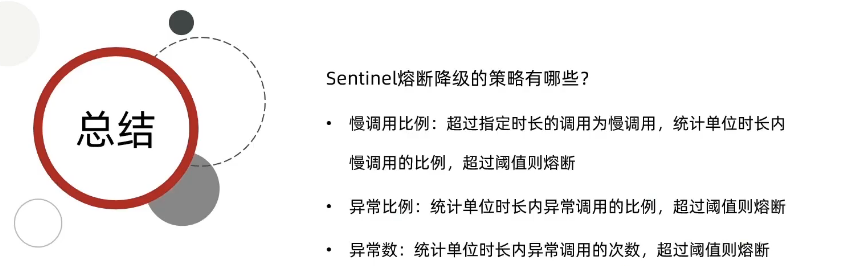 总结
Sentinel熔断降级的策略有哪些?
• 慢调用比例：超过指定时长的调用为慢调用，统计单位时长内
慢调用的比例，超过阈值则熔断
• 异常比例：统计单位时长内异常调用的比例，超过阈值则熔断
• 异常数：统计单位时长内异常调用的次数，超过阈值则熔断